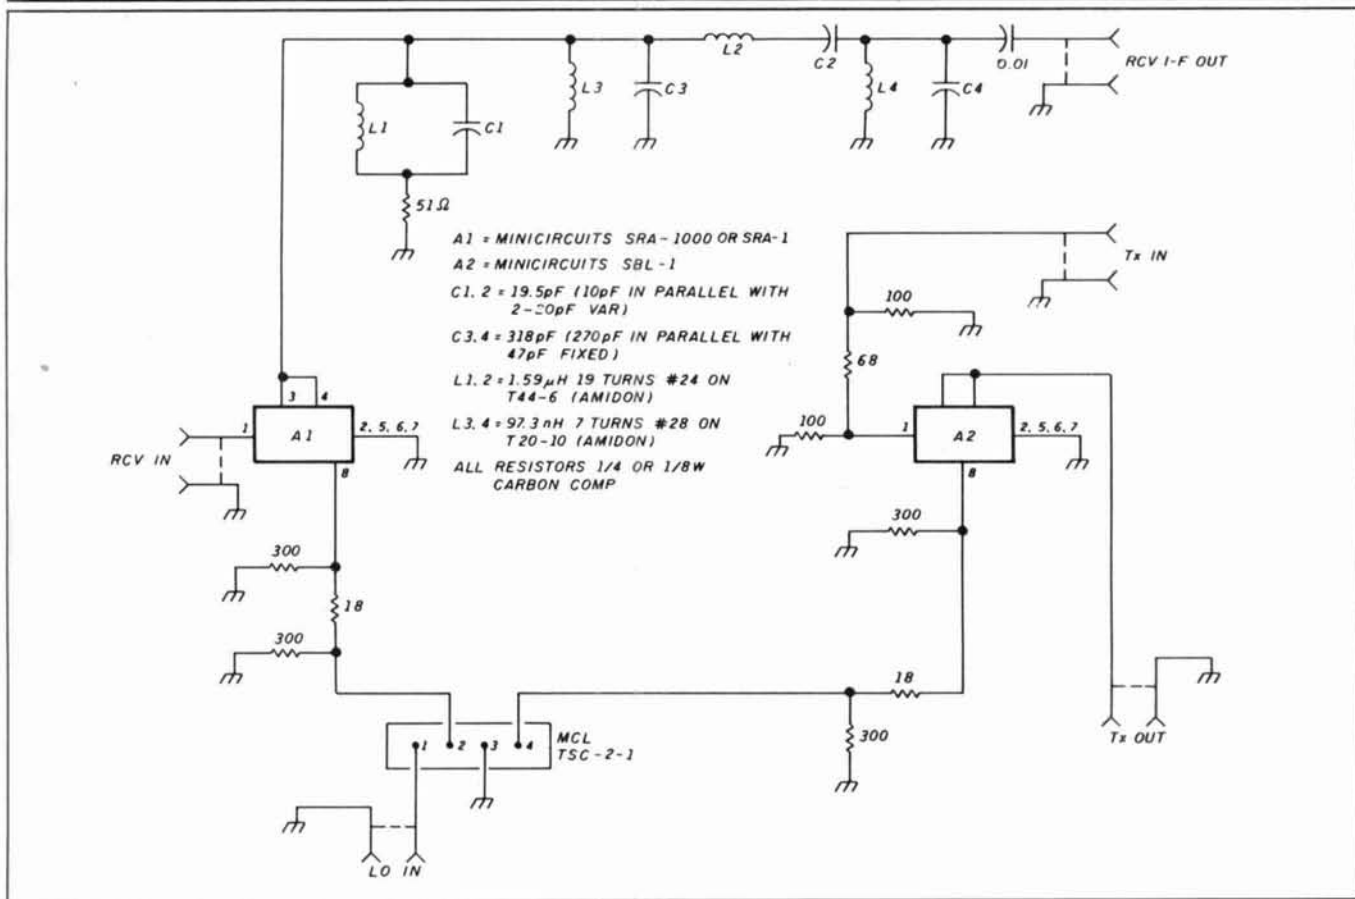 L2
C2
0.01
RCV I-F OUT
L3
C3
L4
C4
L1
C1
51Ω
A1 = MINICIRCUITS SRA-1000 OR SRA-1
A2 = MINICIRCUITS SBL-1
C1, 2 = 19.5pF (10pF IN PARALLEL WITH
2-20pF VAR)
C3, 4 = 318pF (270pF IN PARALLEL WITH
47pF FIXED)
L1, 2 = 1.59μH 19 TURNS #24 ON
T44-6 (AMIDON)
L3, 4 = 97.3nH 7 TURNS #28 ON
T20-10 (AMIDON)
ALL RESISTORS 1/4 OR 1/8W
CARBON COMP
Tx IN
100
68
100
3 4
1 A1 2, 5, 6, 7
8
RCV IN
1 A2 2, 5, 6, 7
8
300
300
18
300
18
300
MCL
TSC-2-1
1 2 3 4
Tx OUT
LO IN